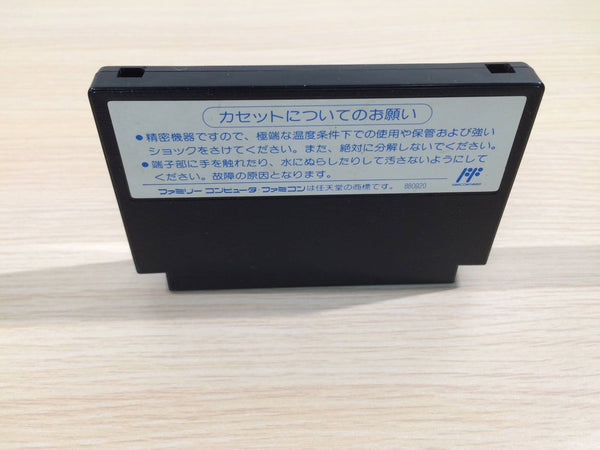 カセットについてのお願い
●精密機器ですので、極端な温度条件下での使用や保管および強い
ショックをさけてください。また、絶対に分解しないでください。
●端子部に手を触れたり、水にぬらしたりして汚さないようにして
ください。故障の原因となります。
ファミリー コンピュータ・ファミコンは任天堂の商標です。 880920